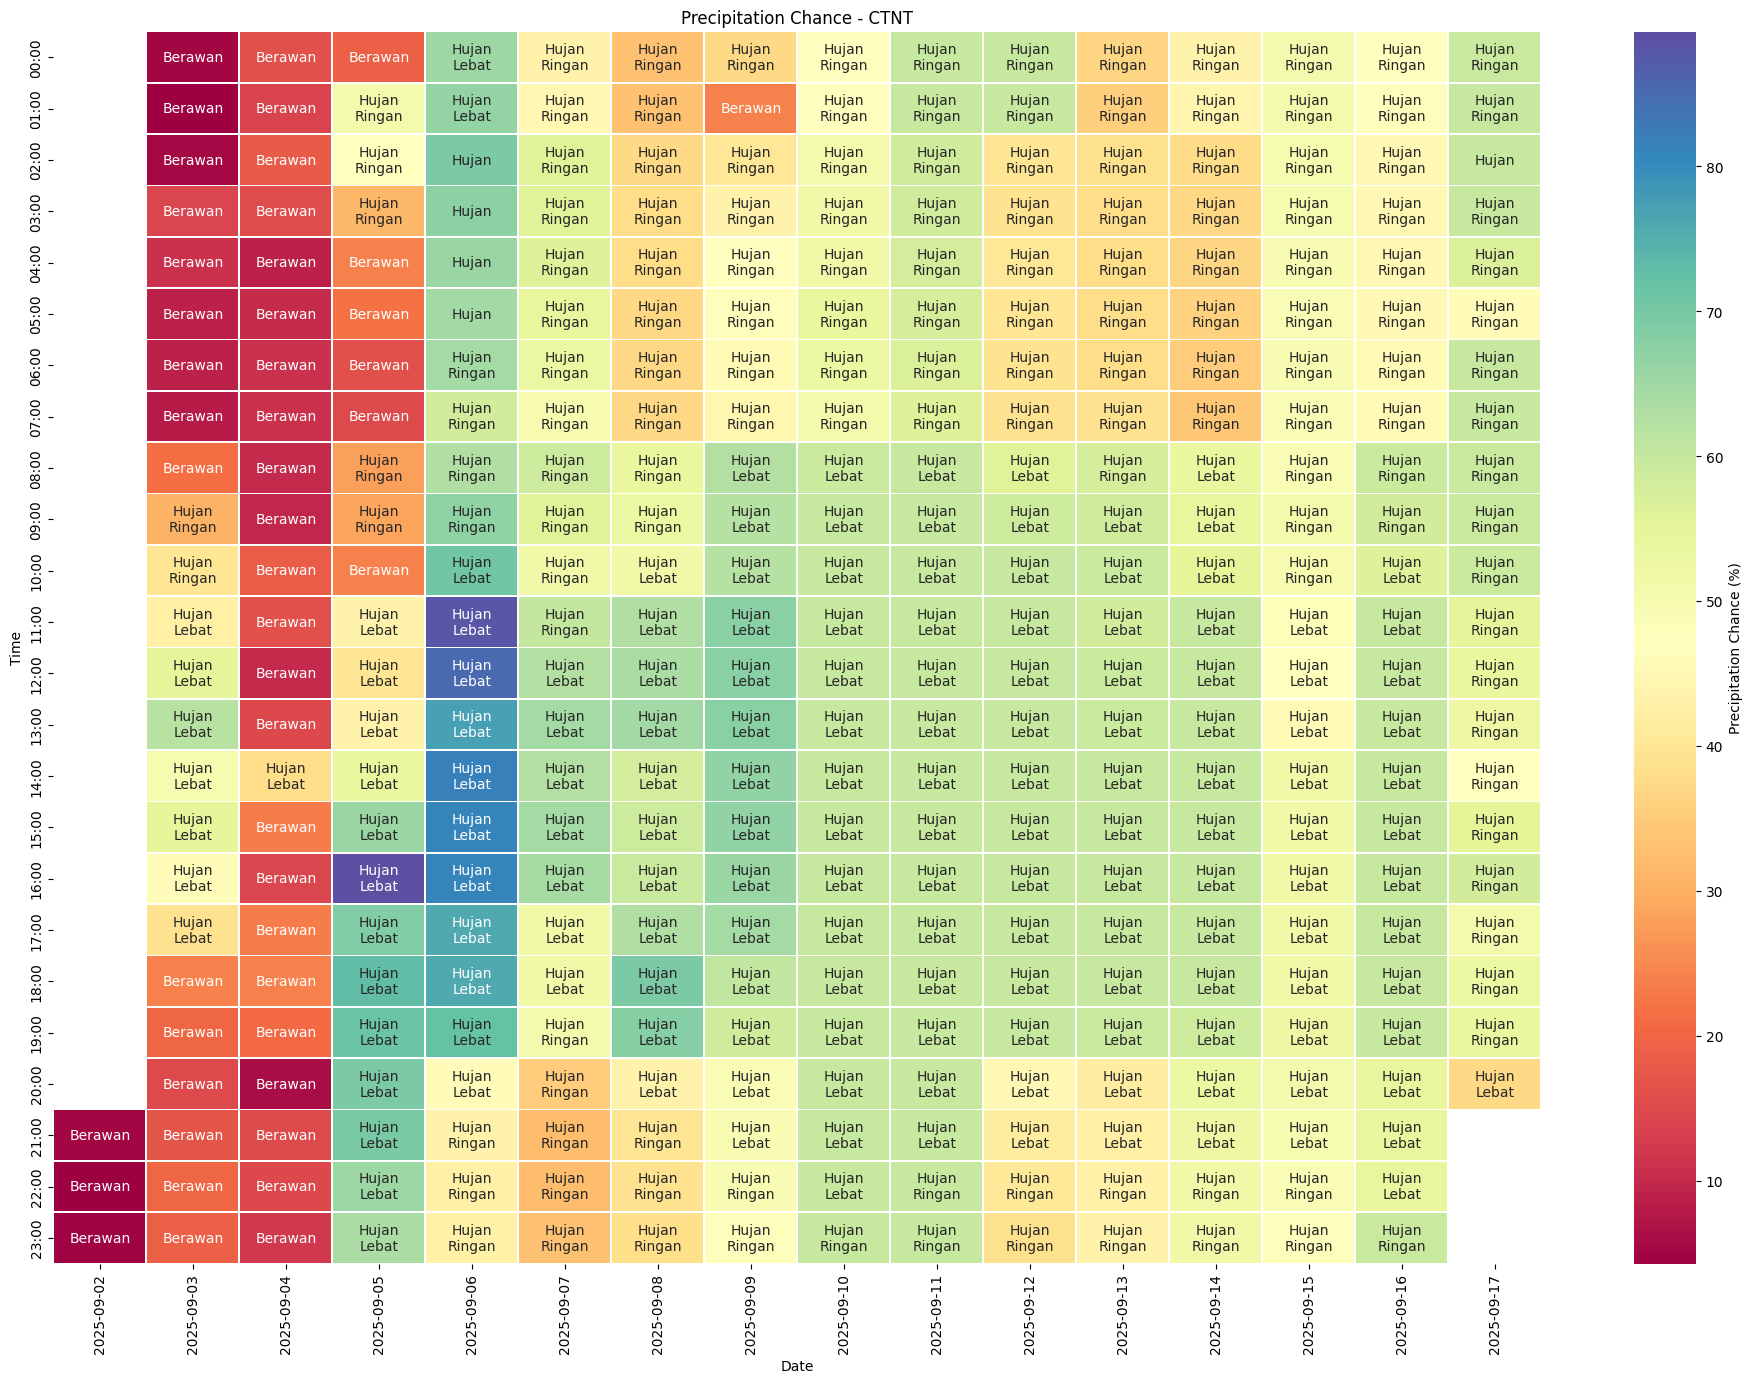 Precipitation Chance - CTNT
00:00 Berawan Berawan Berawan Hujan Lebat Hujan Ringan Hujan Ringan Hujan Ringan Hujan Ringan Hujan Ringan Hujan Ringan Hujan Ringan Hujan Ringan Hujan Ringan Hujan Ringan Hujan Ringan
01:00 Berawan Berawan Hujan Ringan Hujan Lebat Hujan Ringan Hujan Ringan Berawan Hujan Ringan Hujan Ringan Hujan Ringan Hujan Ringan Hujan Ringan Hujan Ringan Hujan Ringan Hujan Ringan
02:00 Berawan Berawan Hujan Ringan Hujan Hujan Ringan Hujan Ringan Hujan Ringan Hujan Ringan Hujan Ringan Hujan Ringan Hujan Ringan Hujan Ringan Hujan Ringan Hujan Ringan Hujan
03:00 Berawan Berawan Hujan Ringan Hujan Hujan Ringan Hujan Ringan Hujan Ringan Hujan Ringan Hujan Ringan Hujan Ringan Hujan Ringan Hujan Ringan Hujan Ringan Hujan Ringan Hujan Ringan
04:00 Berawan Berawan Berawan Hujan Hujan Ringan Hujan Ringan Hujan Ringan Hujan Ringan Hujan Ringan Hujan Ringan Hujan Ringan Hujan Ringan Hujan Ringan Hujan Ringan Hujan Ringan
05:00 Berawan Berawan Berawan Hujan Hujan Ringan Hujan Ringan Hujan Ringan Hujan Ringan Hujan Ringan Hujan Ringan Hujan Ringan Hujan Ringan Hujan Ringan Hujan Ringan Hujan Ringan
06:00 Berawan Berawan Berawan Hujan Ringan Hujan Ringan Hujan Ringan Hujan Ringan Hujan Ringan Hujan Ringan Hujan Ringan Hujan Ringan Hujan Ringan Hujan Ringan Hujan Ringan Hujan Ringan
07:00 Berawan Berawan Berawan Hujan Ringan Hujan Ringan Hujan Ringan Hujan Ringan Hujan Ringan Hujan Ringan Hujan Ringan Hujan Ringan Hujan Ringan Hujan Ringan Hujan Ringan Hujan Ringan
08:00 Berawan Berawan Hujan Ringan Hujan Ringan Hujan Ringan Hujan Ringan Hujan Lebat Hujan Lebat Hujan Lebat Hujan Lebat Hujan Ringan Hujan Lebat Hujan Ringan Hujan Ringan Hujan Ringan
09:00 Hujan Ringan Berawan Hujan Ringan Hujan Ringan Hujan Ringan Hujan Ringan Hujan Lebat Hujan Lebat Hujan Lebat Hujan Lebat Hujan Lebat Hujan Lebat Hujan Ringan Hujan Ringan Hujan Ringan
10:00 Hujan Ringan Berawan Berawan Hujan Lebat Hujan Ringan Hujan Lebat Hujan Lebat Hujan Lebat Hujan Lebat Hujan Lebat Hujan Lebat Hujan Lebat Hujan Ringan Hujan Lebat Hujan Ringan
11:00 Hujan Lebat Berawan Hujan Lebat Hujan Lebat Hujan Ringan Hujan Lebat Hujan Lebat Hujan Lebat Hujan Lebat Hujan Lebat Hujan Lebat Hujan Lebat Hujan Lebat Hujan Lebat Hujan Ringan
12:00 Hujan Lebat Berawan Hujan Lebat Hujan Lebat Hujan Lebat Hujan Lebat Hujan Lebat Hujan Lebat Hujan Lebat Hujan Lebat Hujan Lebat Hujan Lebat Hujan Lebat Hujan Lebat Hujan Ringan
13:00 Hujan Lebat Berawan Hujan Lebat Hujan Lebat Hujan Lebat Hujan Lebat Hujan Lebat Hujan Lebat Hujan Lebat Hujan Lebat Hujan Lebat Hujan Lebat Hujan Lebat Hujan Lebat Hujan Ringan
14:00 Hujan Lebat Hujan Lebat Hujan Lebat Hujan Lebat Hujan Lebat Hujan Lebat Hujan Lebat Hujan Lebat Hujan Lebat Hujan Lebat Hujan Lebat Hujan Lebat Hujan Lebat Hujan Lebat Hujan Ringan
15:00 Hujan Lebat Berawan Hujan Lebat Hujan Lebat Hujan Lebat Hujan Lebat Hujan Lebat Hujan Lebat Hujan Lebat Hujan Lebat Hujan Lebat Hujan Lebat Hujan Lebat Hujan Lebat Hujan Ringan
16:00 Hujan Lebat Berawan Hujan Lebat Hujan Lebat Hujan Lebat Hujan Lebat Hujan Lebat Hujan Lebat Hujan Lebat Hujan Lebat Hujan Lebat Hujan Lebat Hujan Lebat Hujan Lebat Hujan Ringan
17:00 Hujan Lebat Berawan Hujan Lebat Hujan Lebat Hujan Lebat Hujan Lebat Hujan Lebat Hujan Lebat Hujan Lebat Hujan Lebat Hujan Lebat Hujan Lebat Hujan Lebat Hujan Lebat Hujan Ringan
18:00 Berawan Berawan Hujan Lebat Hujan Lebat Hujan Lebat Hujan Lebat Hujan Lebat Hujan Lebat Hujan Lebat Hujan Lebat Hujan Lebat Hujan Lebat Hujan Lebat Hujan Lebat Hujan Ringan
19:00 Berawan Berawan Hujan Lebat Hujan Lebat Hujan Ringan Hujan Lebat Hujan Lebat Hujan Lebat Hujan Lebat Hujan Lebat Hujan Lebat Hujan Lebat Hujan Lebat Hujan Lebat Hujan Ringan
20:00 Berawan Berawan Hujan Lebat Hujan Lebat Hujan Ringan Hujan Lebat Hujan Lebat Hujan Lebat Hujan Lebat Hujan Lebat Hujan Lebat Hujan Lebat Hujan Lebat Hujan Lebat Hujan Lebat
21:00 Berawan Berawan Berawan Hujan Lebat Hujan Ringan Hujan Ringan Hujan Ringan Hujan Lebat Hujan Lebat Hujan Lebat Hujan Lebat Hujan Lebat Hujan Lebat Hujan Lebat Hujan Lebat
22:00 Berawan Berawan Berawan Hujan Lebat Hujan Ringan Hujan Ringan Hujan Ringan Hujan Ringan Hujan Lebat Hujan Ringan Hujan Ringan Hujan Ringan Hujan Ringan Hujan Ringan Hujan Lebat
23:00 Berawan Berawan Berawan Hujan Lebat Hujan Ringan Hujan Ringan Hujan Ringan Hujan Ringan Hujan Ringan Hujan Ringan Hujan Ringan Hujan Ringan Hujan Ringan Hujan Ringan Hujan Ringan
Time
2025-09-02 2025-09-03 2025-09-04 2025-09-05 2025-09-06 2025-09-07 2025-09-08 2025-09-09 2025-09-10 2025-09-11 2025-09-12 2025-09-13 2025-09-14 2025-09-15 2025-09-16 2025-09-17
Date
80
70
60
50
40
30
20
10
Precipitation Chance (%)